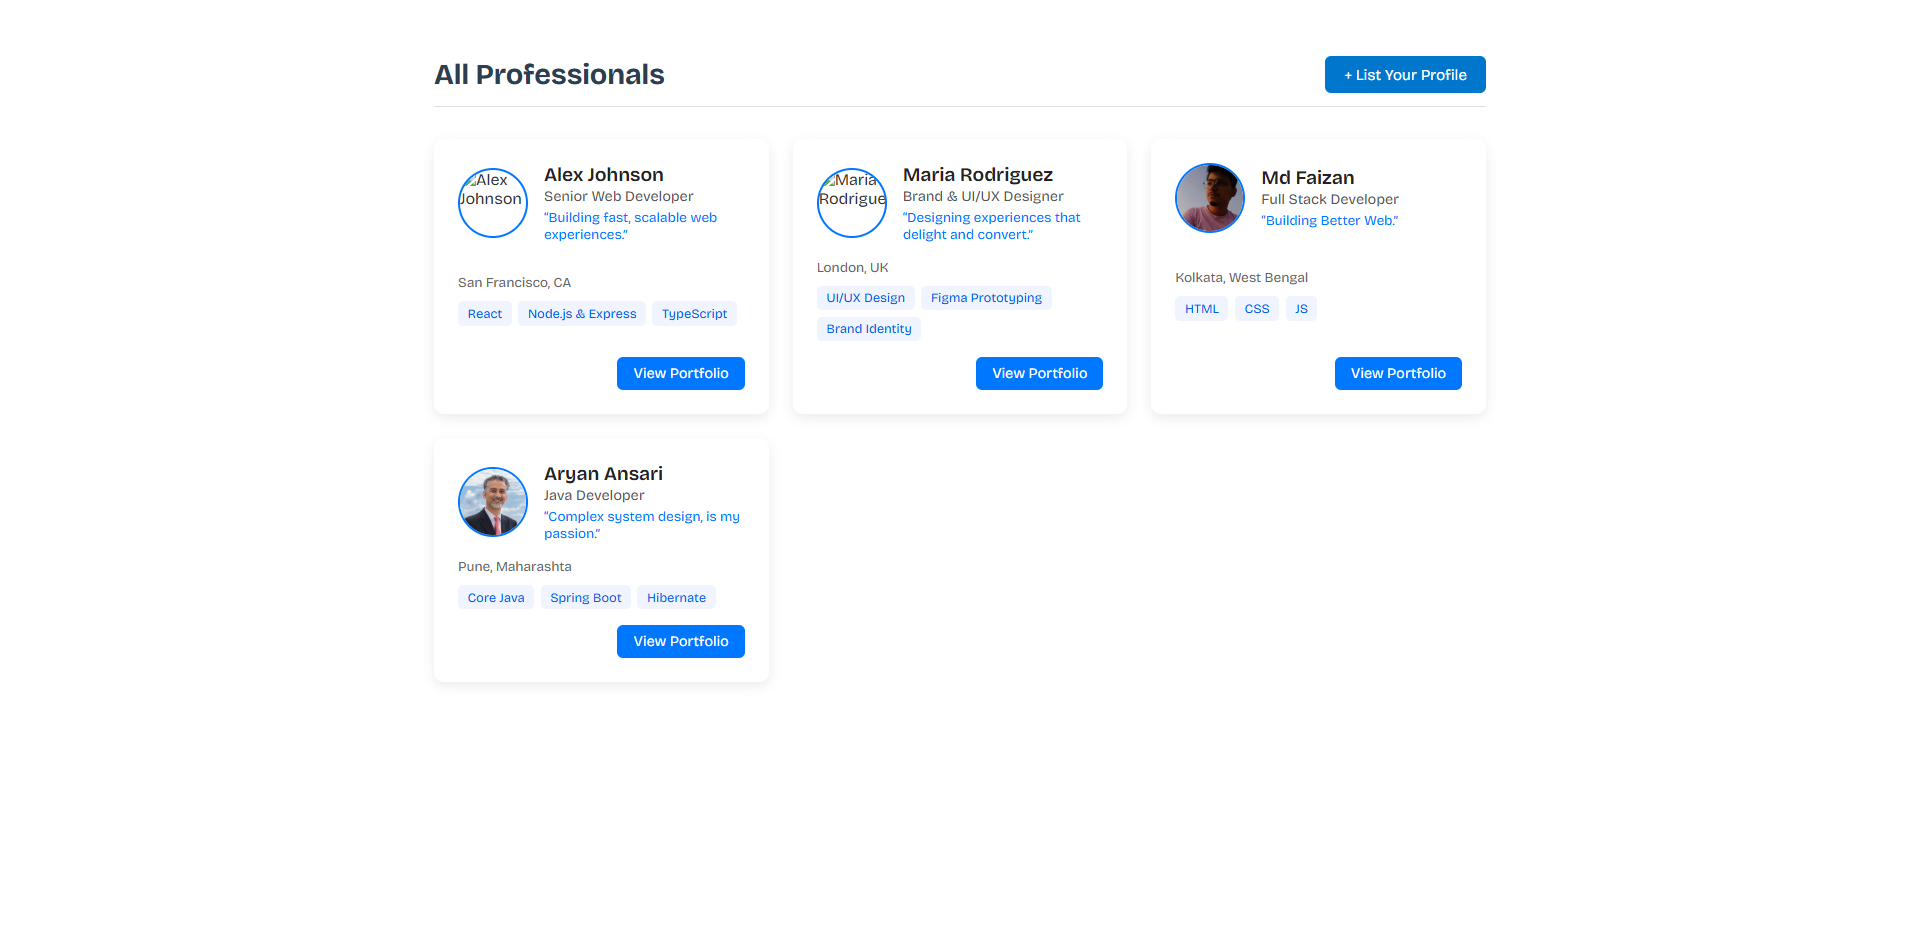 All Professionals
+ List Your Profile
Alex
Johnson
Alex Johnson
Senior Web Developer
"Building fast, scalable web
experiences."
San Francisco, CA
React
Node.js & Express
TypeScript
View Portfolio
Maria
Rodrigue
Maria Rodriguez
Brand & UI/UX Designer
"Designing experiences that
delight and convert."
London, UK
UI/UX Design
Figma Prototyping
Brand Identity
View Portfolio
Md Faizan
Full Stack Developer
"Building Better Web."
Kolkata, West Bengal
HTML
CSS
JS
View Portfolio
Aryan Ansari
Java Developer
"Complex system design, is my
passion."
Pune, Maharashta
Core Java
Spring Boot
Hibernate
View Portfolio